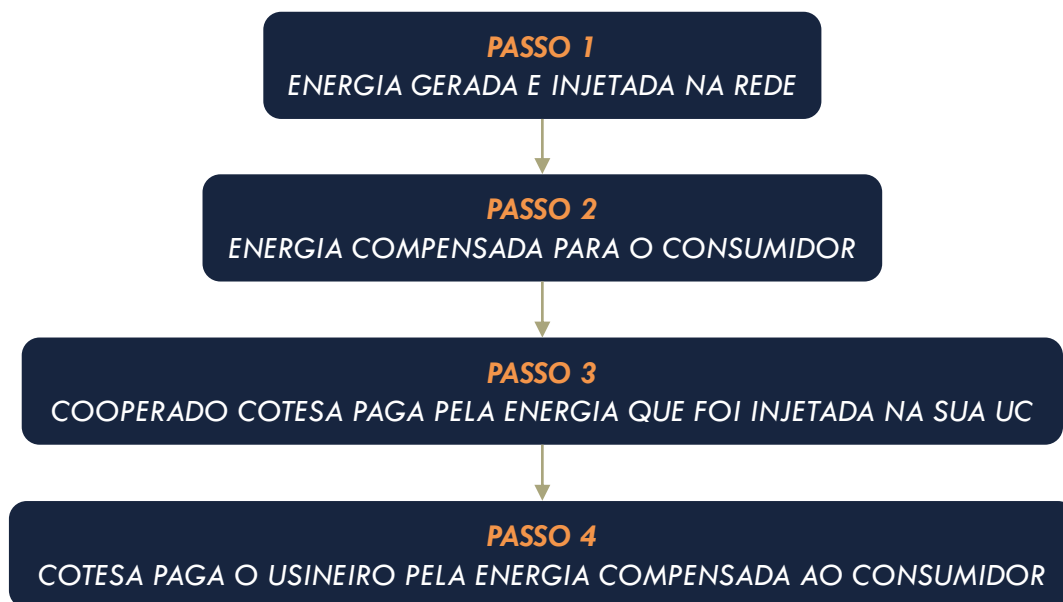 PASSO 1
ENERGIA GERADA E INJETADA NA REDE
PASSO 2
ENERGIA COMPENSADA PARA O CONSUMIDOR
PASSO 3
COOPERADO COTESA PAGA PELA ENERGIA QUE FOI INJETADA NA SUA UC
PASSO 4
COTESA PAGA O USINEIRO PELA ENERGIA COMPENSADA AO CONSUMIDOR